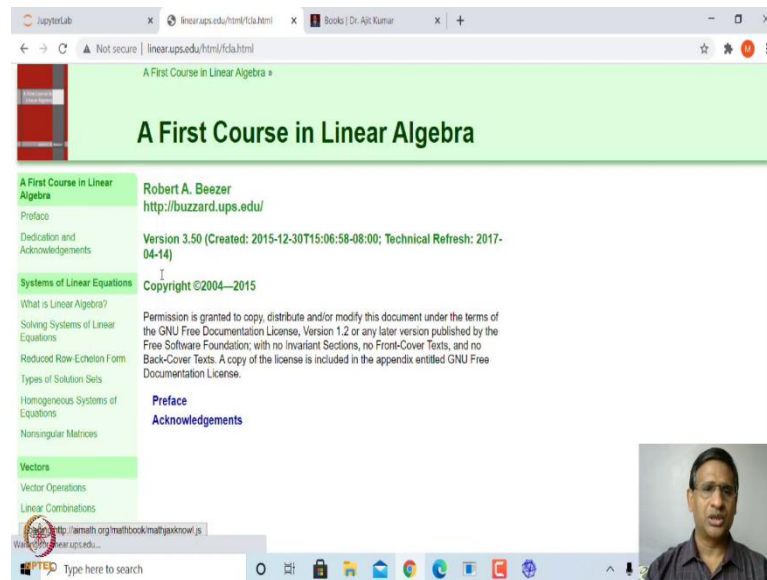 JupyterLab
linear.ups.edu/html/fcla.html
Books | Dr. Ajit Kumar
Not secure | linear.ups.edu/html/fcla.html
M
A First Course in Linear Algebra »
A First Course in Linear Algebra
A First Course in Linear
Algebra
Preface
Dedication and
Acknowledgements
Systems of Linear Equations
What is Linear Algebra?
Solving Systems of Linear
Equations
Reduced Row-Echelon Form
Types of Solution Sets
Homogeneous Systems of
Equations
Nonsingular Matrices
Vectors
Vector Operations
Linear Combinations
Robert A. Beezer
http://buzzard.ups.edu/
Version 3.50 (Created: 2015-12-30T15:06:58-08:00; Technical Refresh: 2017-
04-14)
Copyright ©2004—2015
Permission is granted to copy, distribute and/or modify this document under the terms of
the GNU Free Documentation License, Version 1.2 or any later version published by the
Free Software Foundation; with no Invariant Sections, no Front-Cover Texts, and no
Back-Cover Texts. A copy of the license is included in the appendix entitled GNU Free
Documentation License.
Preface
Acknowledgements
http://aimath.org/mathbook/mathjaxknowl.js
NPTEL
Type here to search